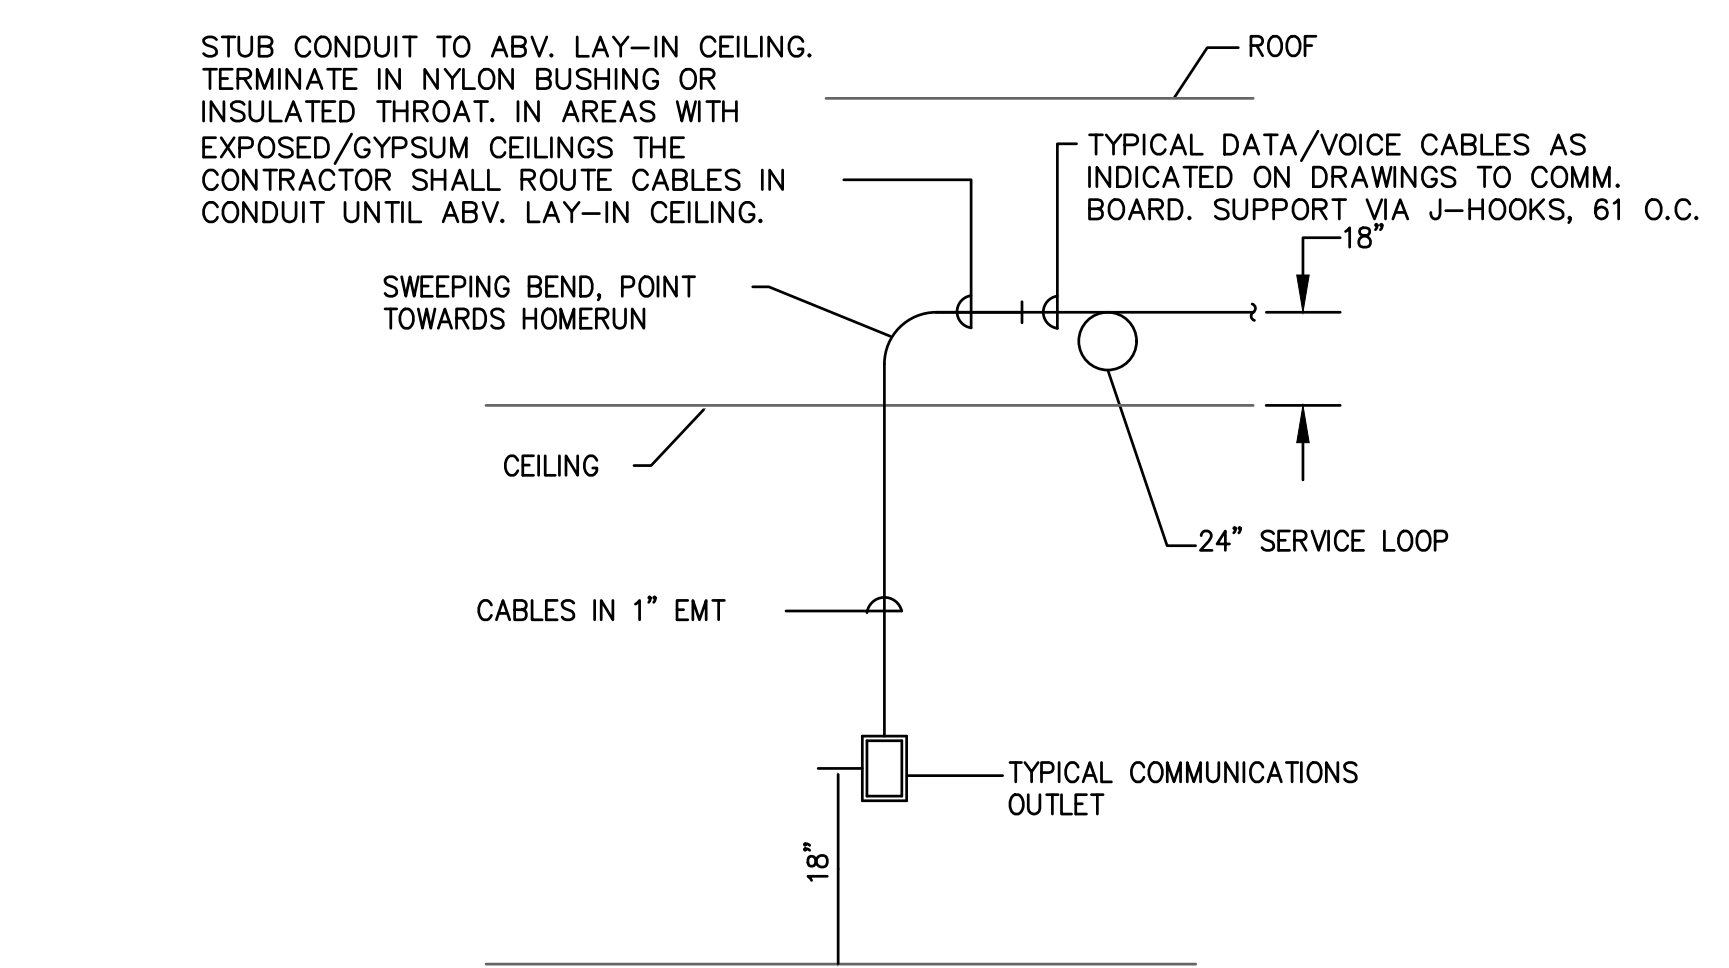 STUB CONDUIT TO ABV. LAY-IN CEILING.
TERMINATE IN NYLON BUSHING OR
INSULATED THROAT. IN AREAS WITH
EXPOSED/GYPSUM CEILINGS THE
CONTRACTOR SHALL ROUTE CABLES IN
CONDUIT UNTIL ABV. LAY-IN CEILING.
ROOF
TYPICAL DATA/VOICE CABLES AS
INDICATED ON DRAWINGS TO COMM.
BOARD. SUPPORT VIA J-HOOKS, 61 O.C.
18"
SWEEPING BEND, POINT
TOWARDS HOMERUN
CEILING
24" SERVICE LOOP
CABLES IN 1" EMT
TYPICAL COMMUNICATIONS
OUTLET
18"